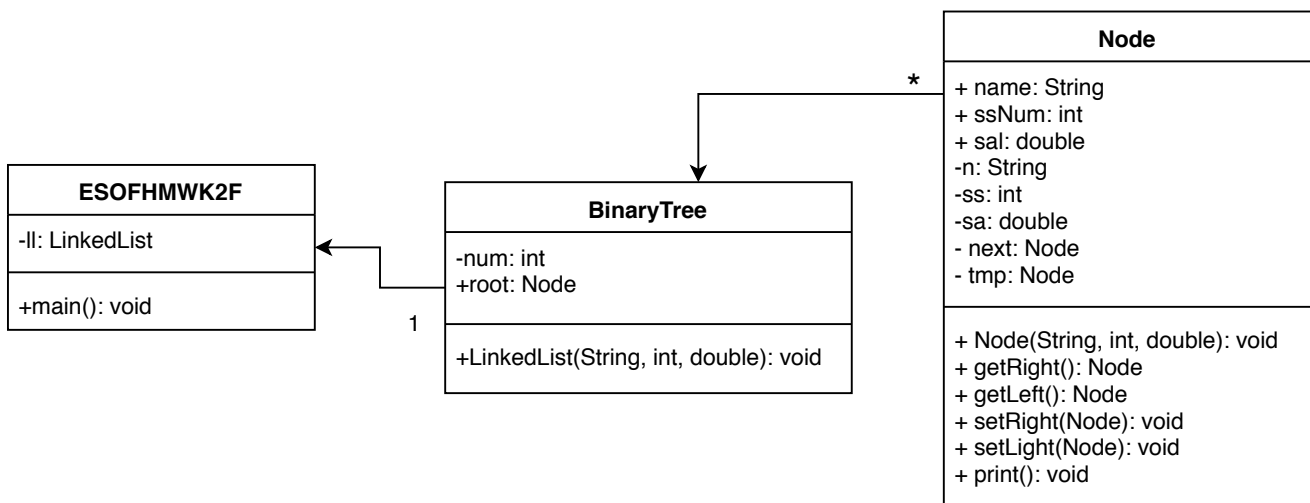 ESOFHMWK2F
-ll: LinkedList
+main(): void
1
BinaryTree
-num: int
+root: Node
+LinkedList(String, int, double): void
*
Node
+ name: String
+ ssNum: int
+ sal: double
-n: String
-ss: int
-sa: double
- next: Node
- tmp: Node
+ Node(String, int, double): void
+ getRight(): Node
+ getLeft(): Node
+ setRight(Node): void
+ setLight(Node): void
+ print(): void